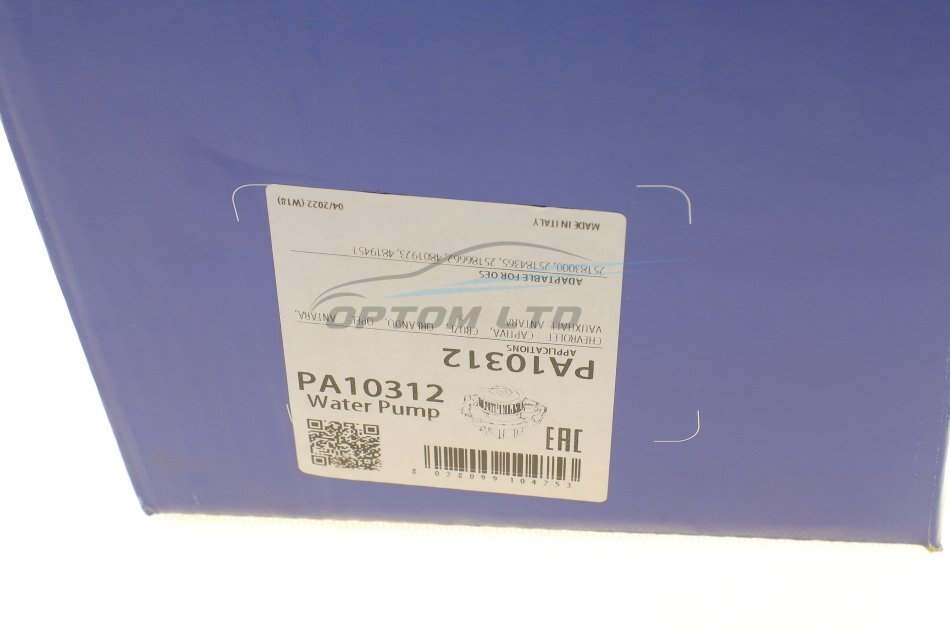 PA10312
Water Pump
EAC
8 028099 104753
PA10312
APPLICATIONS
CHEVROLET CAPTIVA, CRUZE, ORLANDO, OPEL ANTARA,
VAUXHALL ANTARA
ADAPTABLE FOR OES
25183000, 25184365, 25186662, 4801923, 4819451
MADE IN ITALY
04/2022 (W18)
OPTOM LTD